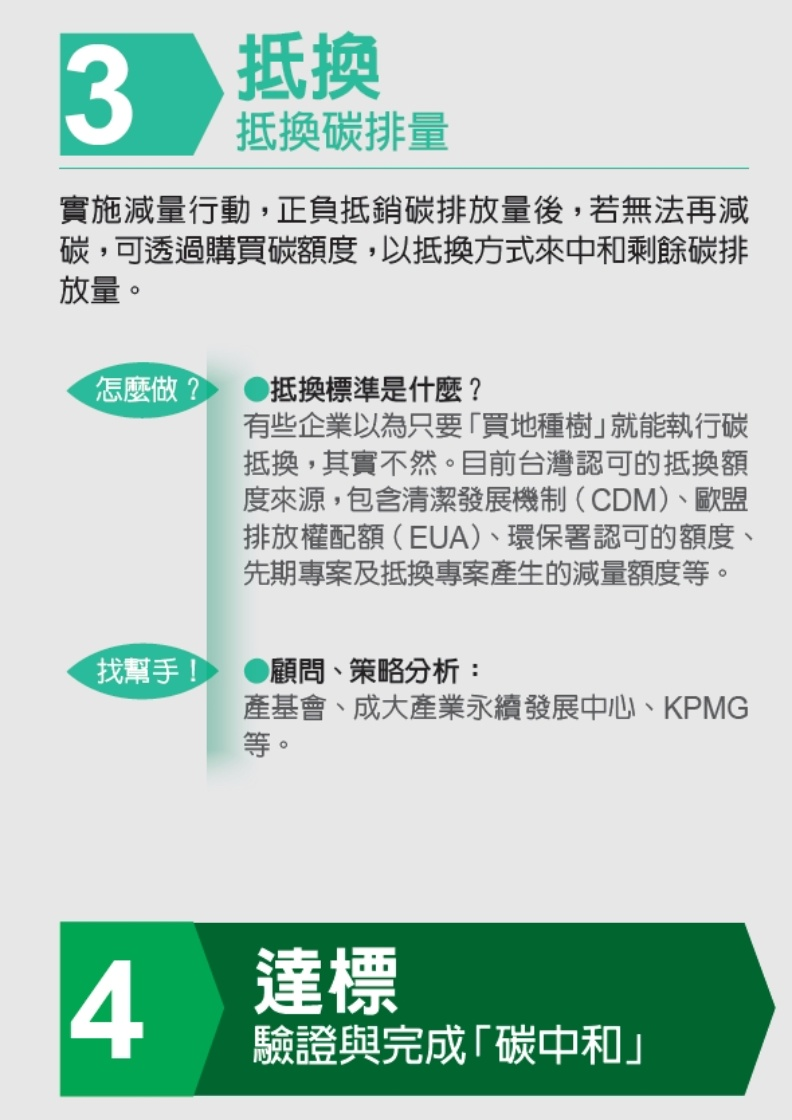 3
抵換
抵換碳排量
實施減量行動，正負抵銷碳排放量後，若無法再減
碳，可透過購買碳額度，以抵換方式來中和剩餘碳排
放量。
怎麼做？
●抵換標準是什麼？
有些企業以為只要「買地種樹」就能執行碳
抵換，其實不然。目前台灣認可的抵換額
度來源，包含清潔發展機制（CDM）、歐盟
排放權配額（EUA）、環保署認可的額度、
先期專案及抵換專案產生的減量額度等。
找幫手！
●顧問、策略分析：
產基會、成大產業永續發展中心、KPMG
等。
4
達標
驗證與完成「碳中和」